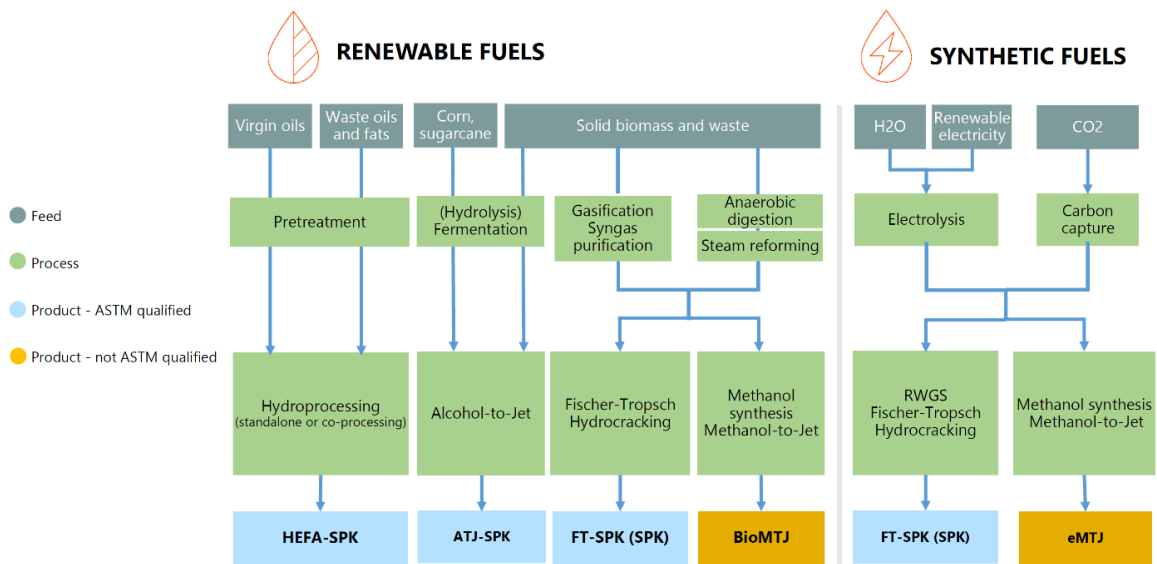 RENEWABLE FUELS
SYNTHETIC FUELS
Virgin oils
Waste oils
and fats
Corn,
sugarcane
Solid biomass and waste
H2O
Renewable
electricity
CO2
Feed
Process
Product - ASTM qualified
Product - not ASTM qualified
Pretreatment
(Hydrolysis)
Fermentation
Gasification
Syngas
purification
Anaerobic
digestion
Steam reforming
Electrolysis
Carbon
capture
Hydroprocessing
(standalone or co-processing)
Alcohol-to-Jet
Fischer-Tropsch
Hydrocracking
Methanol
synthesis
Methanol-to-Jet
RWGS
Fischer-Tropsch
Hydrocracking
Methanol synthesis
Methanol-to-Jet
HEFA-SPK
ATJ-SPK
FT-SPK (SPK)
BioMTJ
FT-SPK (SPK)
eMTJ